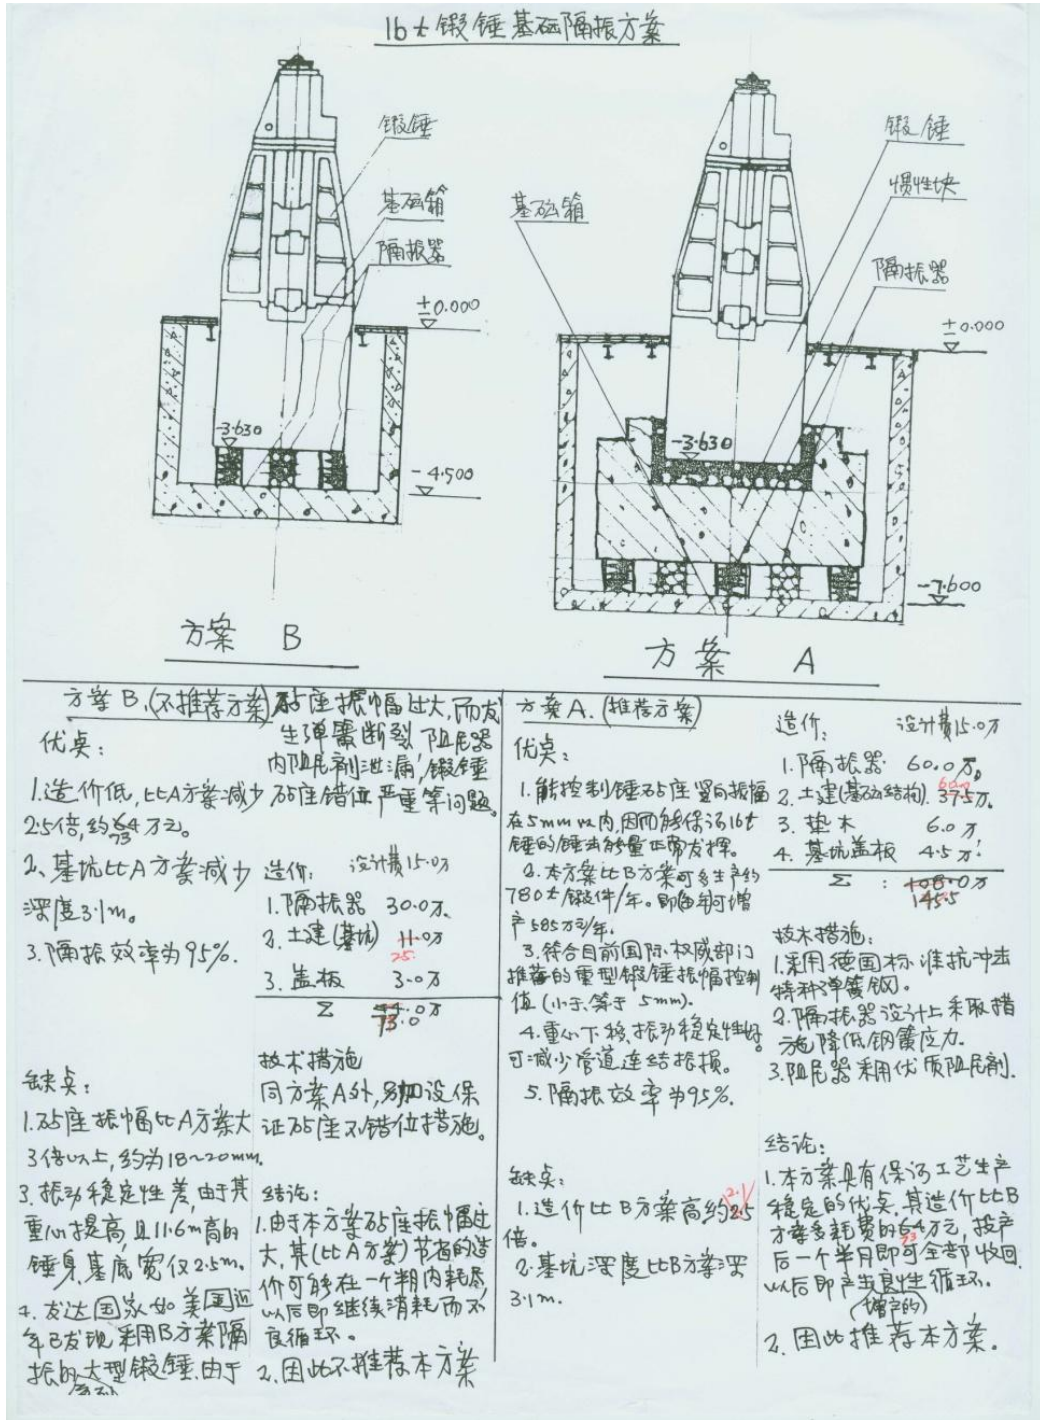 16t 锻锤基础隔振方案
锻锤
基础箱
隔振器
±0.000
-3.630
-4.500
方案 B
锻锤
惯性块
基础箱
隔振器
±0.000
-3.630
-7.600
方案 A
方案 B.(不推荐方案)
优点:
1.造价低,比A方案减少
2.5倍,约73万元。
2、基坑比A方案减少
深度3.1m。
3.隔振效率为95%.
缺点:
1.砧座振幅比A方案大
3倍以上,约为18~20mm.
3.振动稳定性差,由于其
重心提高,且11.6m高的
锤身,基底宽仅2.5m。
4.发达国家如美国近
年已发现采用B方案隔
振的大型锻锤,由于
砧座振幅过大,而发
生弹簧断裂,阻尼器
内阻尼剂泄漏,锻锤
砧座错位严重等问题。
造价: 设计费15.0万
1.隔振器 30.0万
2.土建(基坑) 11.0万
25.
3.盖板 3.0万
Σ 73.0
技术措施
同方案A外,另加设保
证砧座不错位措施。
结论:
1.由于本方案砧座振幅过
大,其(比A方案)节省的造
价可能在一个半月内耗尽,
以后即继续消耗而不
良循环。
2.因此不推荐本方案
方案A.(推荐方案)
优点:
1.能控制锤砧座竖向振幅
在5mm以内,因而能保证16t
锤的锤击能量正常发挥。
2.本方案比B方案可多生产约
780t锻件/年。即每年可增
产585万元/年.
3.符合目前国际权威部门
推荐的重型锻锤振幅控制
值(小于、等于5mm).
4.重心下移,振动稳定性好。
可减少管道连结振损。
5.隔振效率为95%.
缺点:
1.造价比B方案高约2.5
2.1
倍。
2.基坑深度比B方案深
3.1m.
造价: 设计费15.0万
1.隔振器 60.0万。
60.0
2.土建(基础结构). 37.5万.
3.垫木 6.0万
4.基坑盖板 4.5万
Σ : 108.0万
145.5
技术措施:
1.采用德国标准抗冲击
特种弹簧钢。
2.隔振器设计上采取措
施降低钢簧应力.
3.阻尼器采用优质阻尼剂.
结论:
1.本方案具有保证工艺生产
稳定的优点,其造价比B
方案多耗费的64万元,投产
73
后一个半月即可全部收回,
以后即产生良性循环.
(增产的)
2.因此推荐本方案。